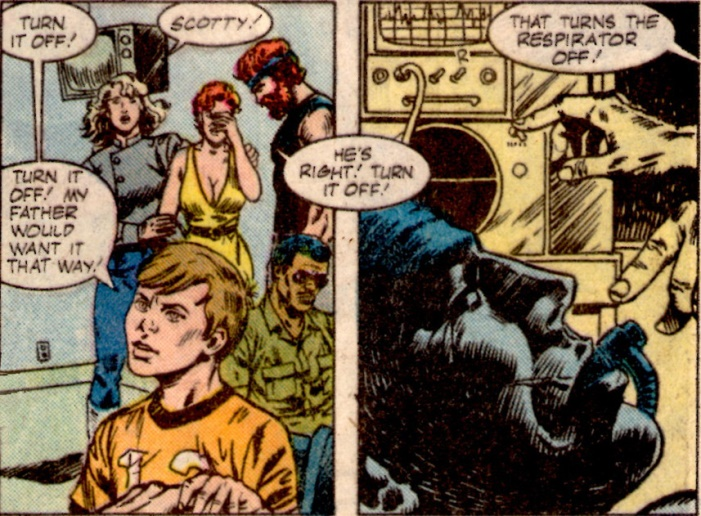 TURN
IT OFF!
SCOTTY!
TURN IT
OFF! MY
FATHER
WOULD
WANT IT
THAT WAY!
HE'S
RIGHT! TURN
IT OFF!
THAT TURNS THE
RESPIRATOR
OFF!